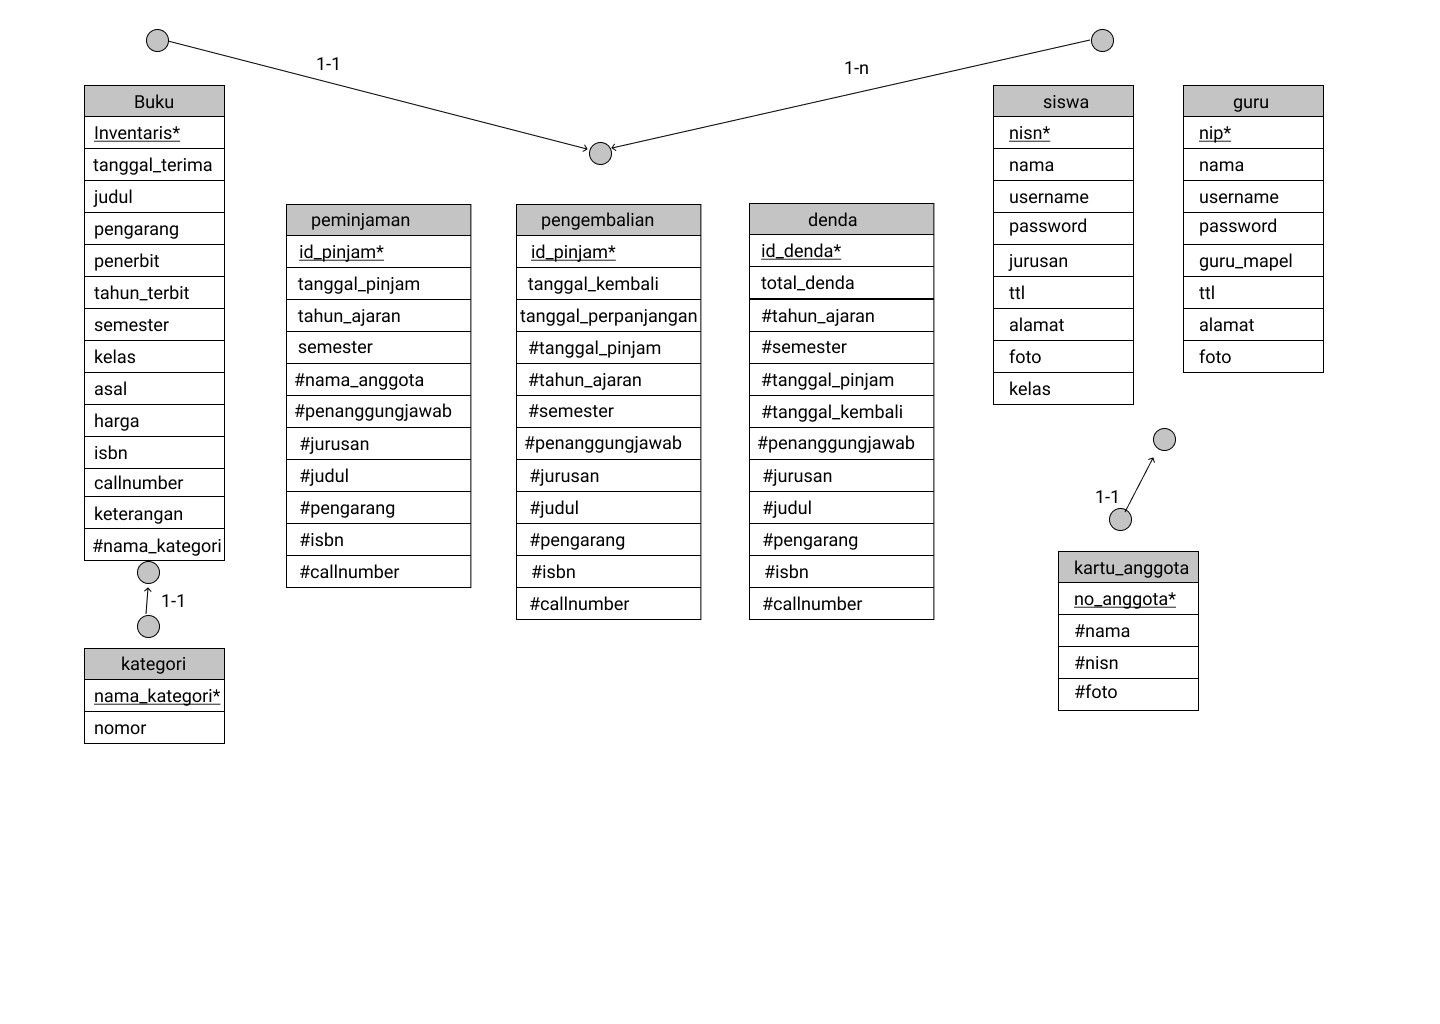 1-1
1-n
Buku
Inventaris*
tanggal_terima
judul
pengarang
penerbit
tahun_terbit
semester
kelas
asal
harga
isbn
callnumber
keterangan
#nama_kategori
1-1
kategori
nama_kategori*
nomor
peminjaman
id_pinjam*
tanggal_pinjam
tahun_ajaran
semester
#nama_anggota
#penanggungjawab
#jurusan
#judul
#pengarang
#isbn
#callnumber
pengembalian
id_pinjam*
tanggal_kembali
tanggal_perpanjangan
#tanggal_pinjam
#tahun_ajaran
#semester
#penanggungjawab
#jurusan
#judul
#pengarang
#isbn
#callnumber
denda
id_denda*
total_denda
#tahun_ajaran
#semester
#tanggal_pinjam
#tanggal_kembali
#penanggungjawab
#jurusan
#judul
#pengarang
#isbn
#callnumber
siswa
nisn*
nama
username
password
jurusan
ttl
alamat
foto
kelas
guru
nip*
nama
username
password
guru_mapel
ttl
alamat
foto
1-1
kartu_anggota
no_anggota*
#nama
#nisn
#foto